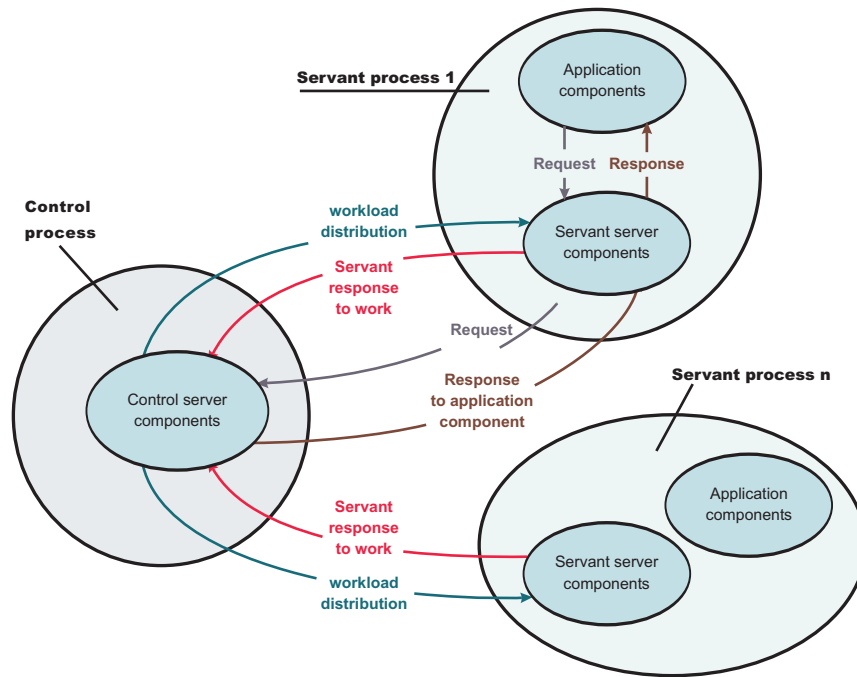 Servant process 1
Application
components
Request
Response
Servant server
components
Control
process
workload
distribution
Servant
response
to work
Request
Control server
components
Response
to application
component
Servant process n
Application
components
Servant
response
to work
Servant server
components
workload
distribution